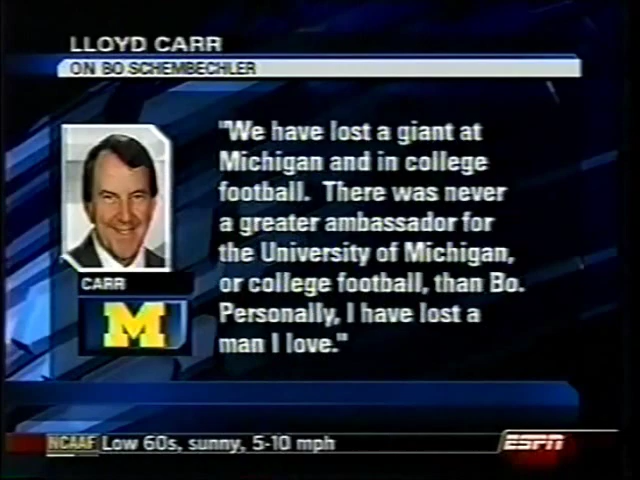 LLOYD CARR
ON BO SCHEMBECHLER
"We have lost a giant at
Michigan and in college
football. There was never
a greater ambassador for
the University of Michigan,
or college football, than Bo.
Personally, I have lost a
man I love."
CARR
M
NCAAF Low 60s, sunny, 5-10 mph
ESPN